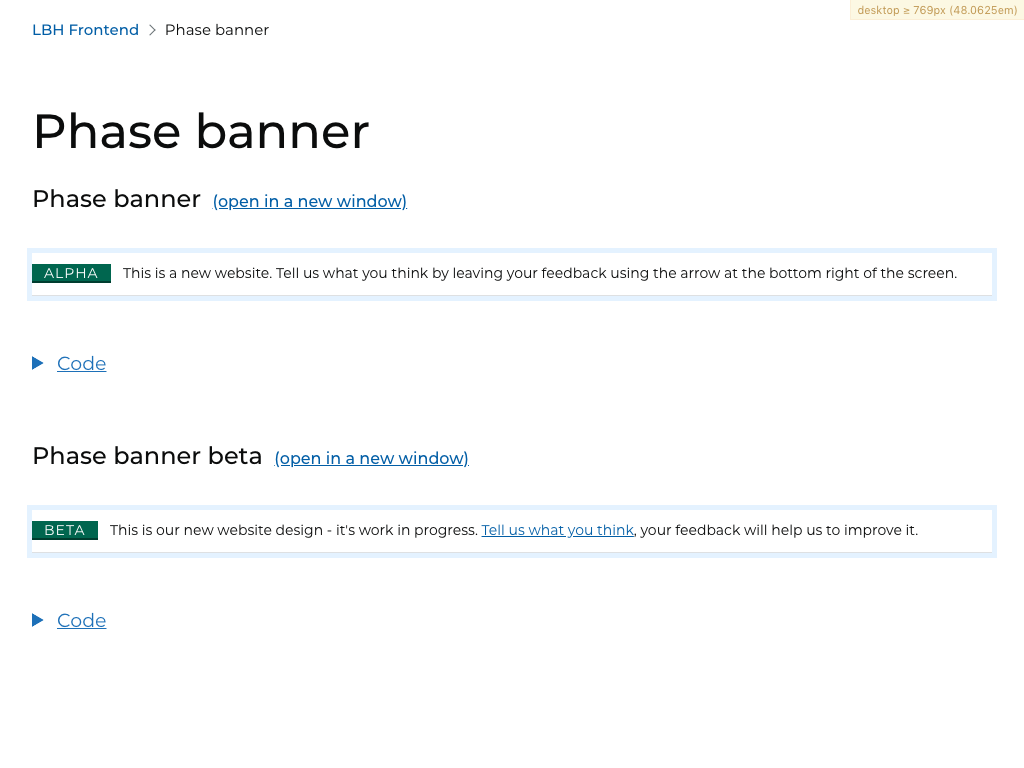 desktop ≥ 769px (48.0625em)
LBH Frontend > Phase banner
Phase banner
Phase banner (open in a new window)
ALPHA This is a new website. Tell us what you think by leaving your feedback using the arrow at the bottom right of the screen.
Code
Phase banner beta (open in a new window)
BETA This is our new website design - it's work in progress. Tell us what you think, your feedback will help us to improve it.
Code